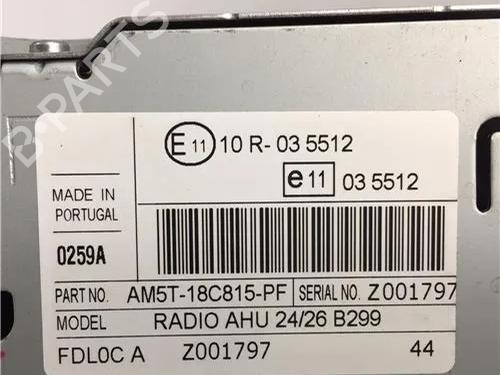 B-PARTS
E 11 10 R- 03 5512
e 11 03 5512
MADE IN
PORTUGAL
0259A
PART NO. AM5T-18C815-PF SERIAL NO. Z001797
MODEL RADIO AHU 24/26 B299
FDL0C A Z001797 44